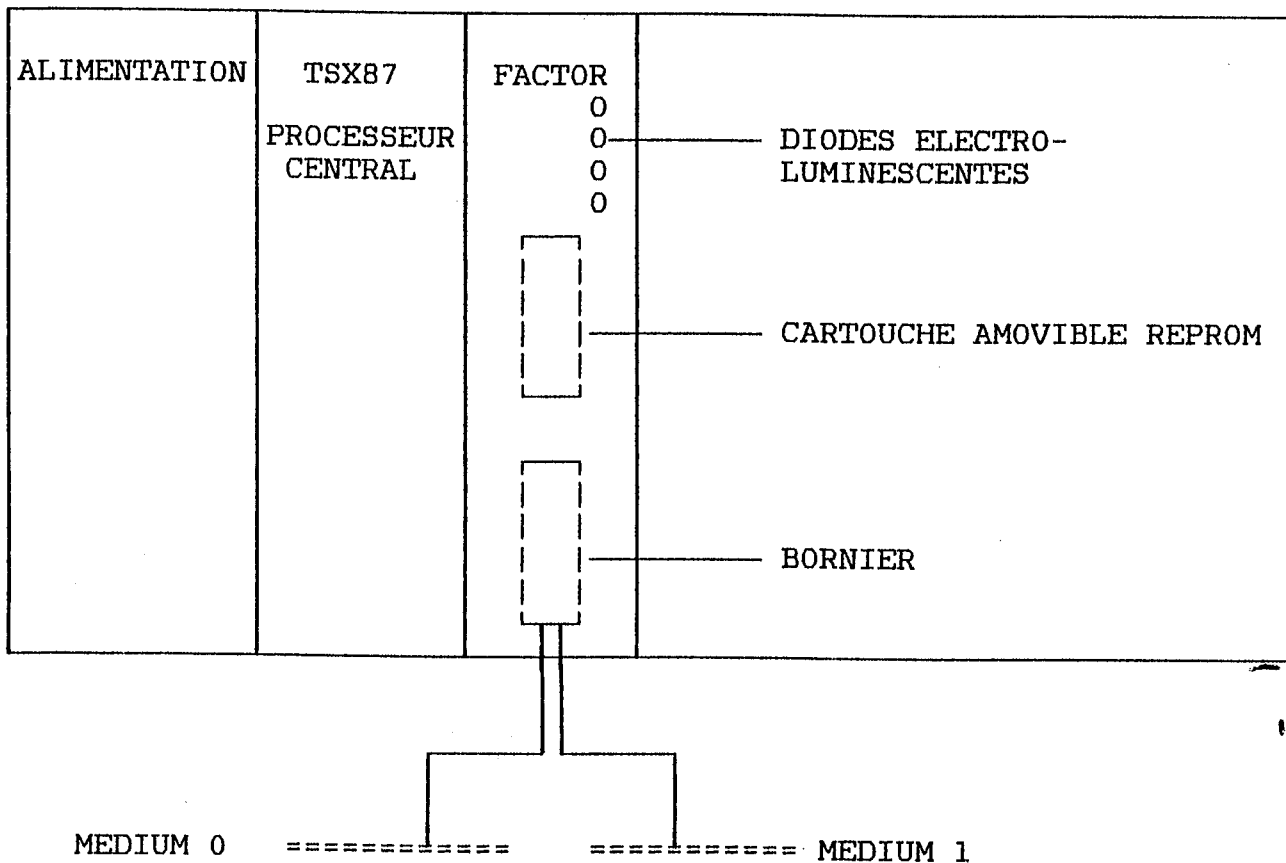 ALIMENTATION
TSX87
PROCESSEUR
CENTRAL
FACTOR
O
O
O
O
DIODES ELECTRO-
LUMINESCENTES
CARTOUCHE AMOVIBLE REPROM
BORNIER
MEDIUM 0 ============ =========== MEDIUM 1